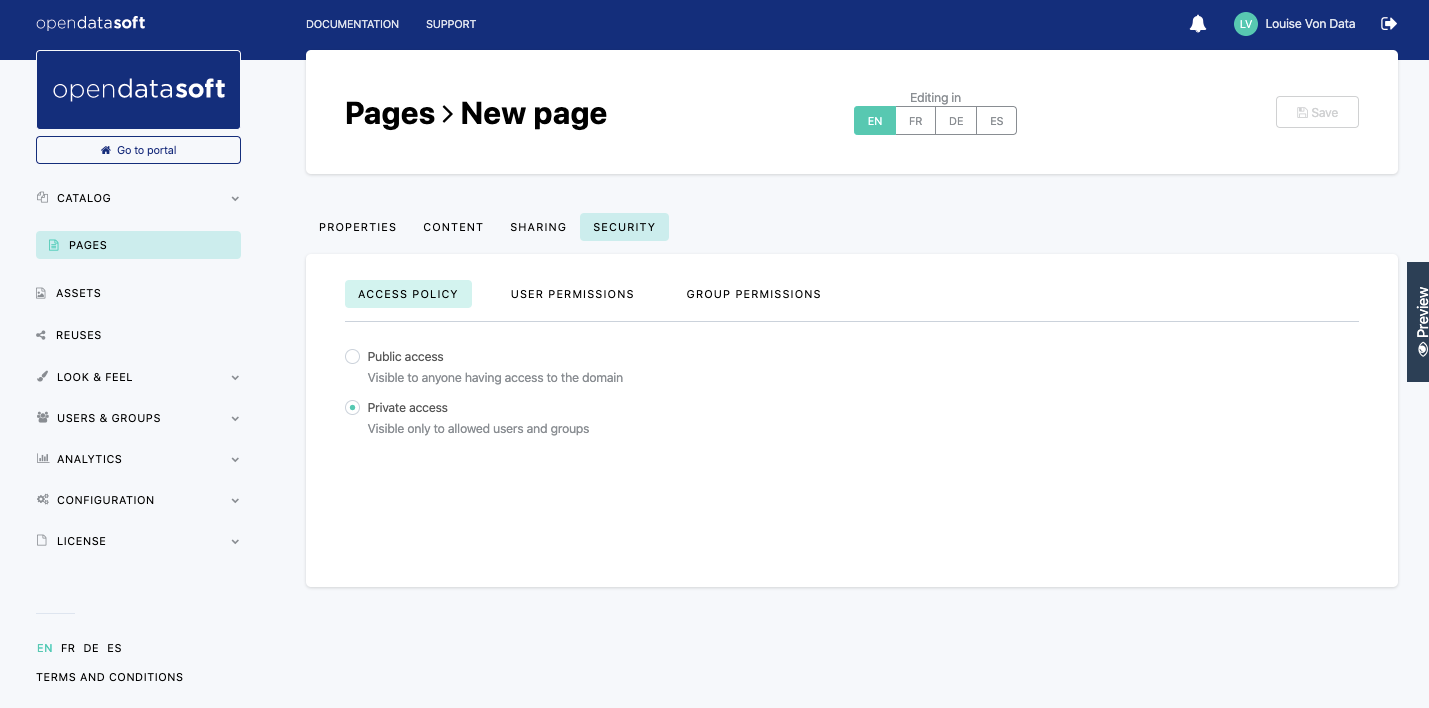 opendatasoft
DOCUMENTATION SUPPORT
LV Louise Von Data
opendatasoft
Go to portal
CATALOG
PAGES
ASSETS
REUSES
LOOK & FEEL
USERS & GROUPS
ANALYTICS
CONFIGURATION
LICENSE
EN FR DE ES
TERMS AND CONDITIONS
Pages > New page
Editing in
EN FR DE ES
Save
PROPERTIES CONTENT SHARING SECURITY
ACCESS POLICY USER PERMISSIONS GROUP PERMISSIONS
Public access
Visible to anyone having access to the domain
Private access
Visible only to allowed users and groups
Preview